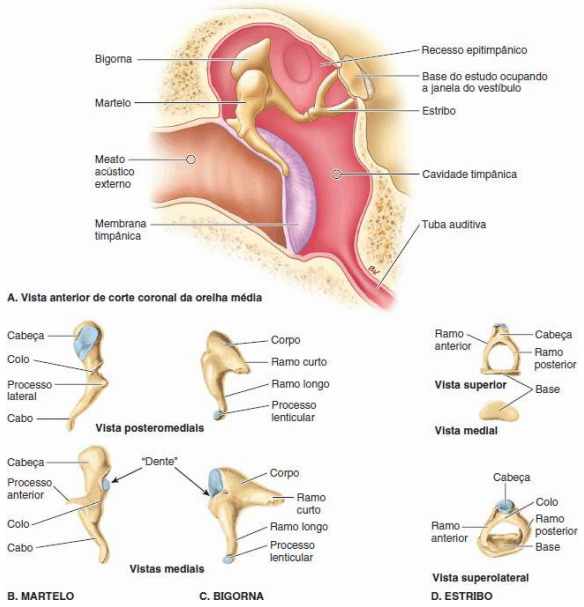 Bigorna
Martelo
Meato
acústico
externo
Membrana
timpânica
Recesso epitimpânico
Base do estudo ocupando
a janela do vestíbulo
Estribo
Cavidade timpânica
Tuba auditiva
A. Vista anterior de corte coronal da orelha média
Cabeça
Colo
Processo
lateral
Cabo
Corpo
Ramo curto
Ramo longo
Processo
lenticular
Vista posteromediais
Ramo
anterior
Cabeça
Ramo
posterior
Vista superior
Base
Vista medial
Cabeça
Processo
anterior
Colo
Cabo
"Dente"
Corpo
Ramo
curto
Ramo longo
Processo
lenticular
Vistas mediais
Cabeça
Colo
Ramo
anterior
Ramo
posterior
Base
Vista superolateral
B. MARTELO
C. BIGORNA
D. ESTRIBO